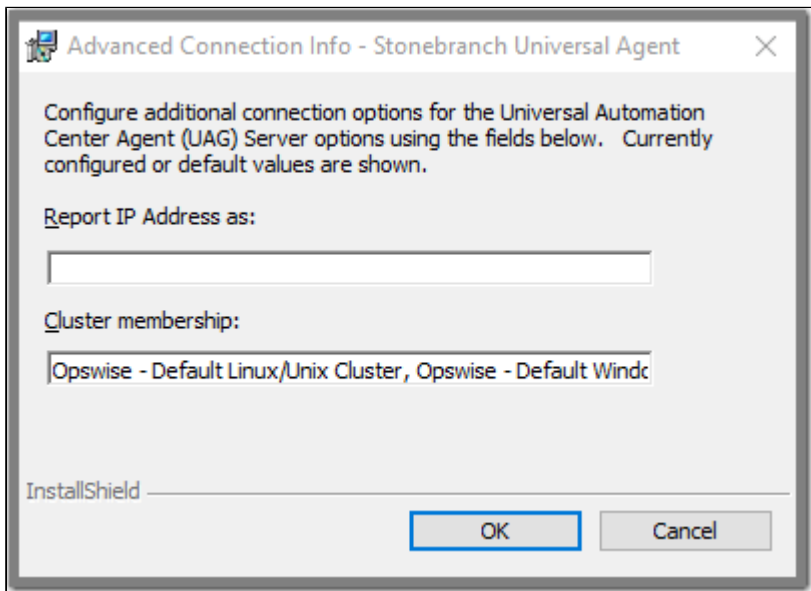 Advanced Connection Info - Stonebranch Universal Agent
Configure additional connection options for the Universal Automation
Center Agent (UAG) Server options using the fields below.   Currently
configured or default values are shown.
Report IP Address as:
Cluster membership:
Opswise - Default Linux/Unix Cluster, Opswise - Default Windo
InstallShield
OK
Cancel